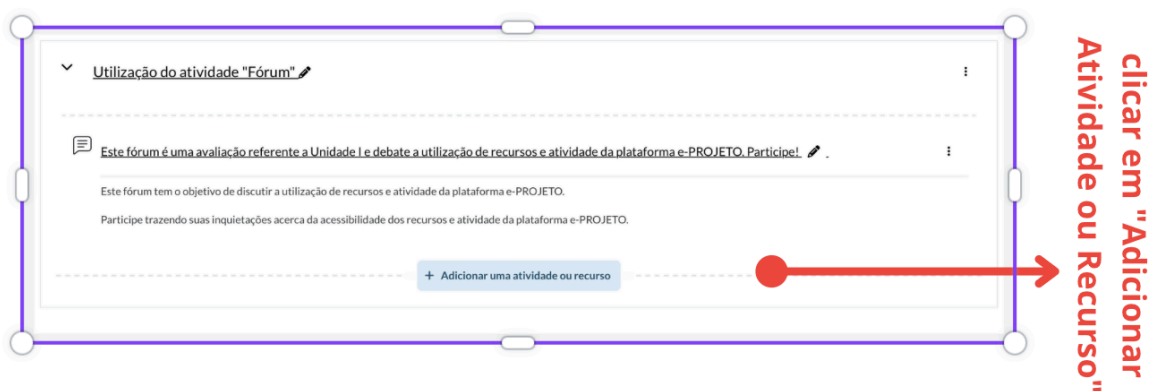 Utilização do atividade "Fórum"
Este fórum é uma avaliação referente a Unidade I e debate a utilização de recursos e atividade da plataforma e-PROJETO. Participe!
Este fórum tem o objetivo de discutir a utilização de recursos e atividade da plataforma e-PROJETO.
Participe trazendo suas inquietações acerca da acessibilidade dos recursos e atividade da plataforma e-PROJETO.
+ Adicionar uma atividade ou recurso
clicar em "Adicionar
Atividade ou Recurso"